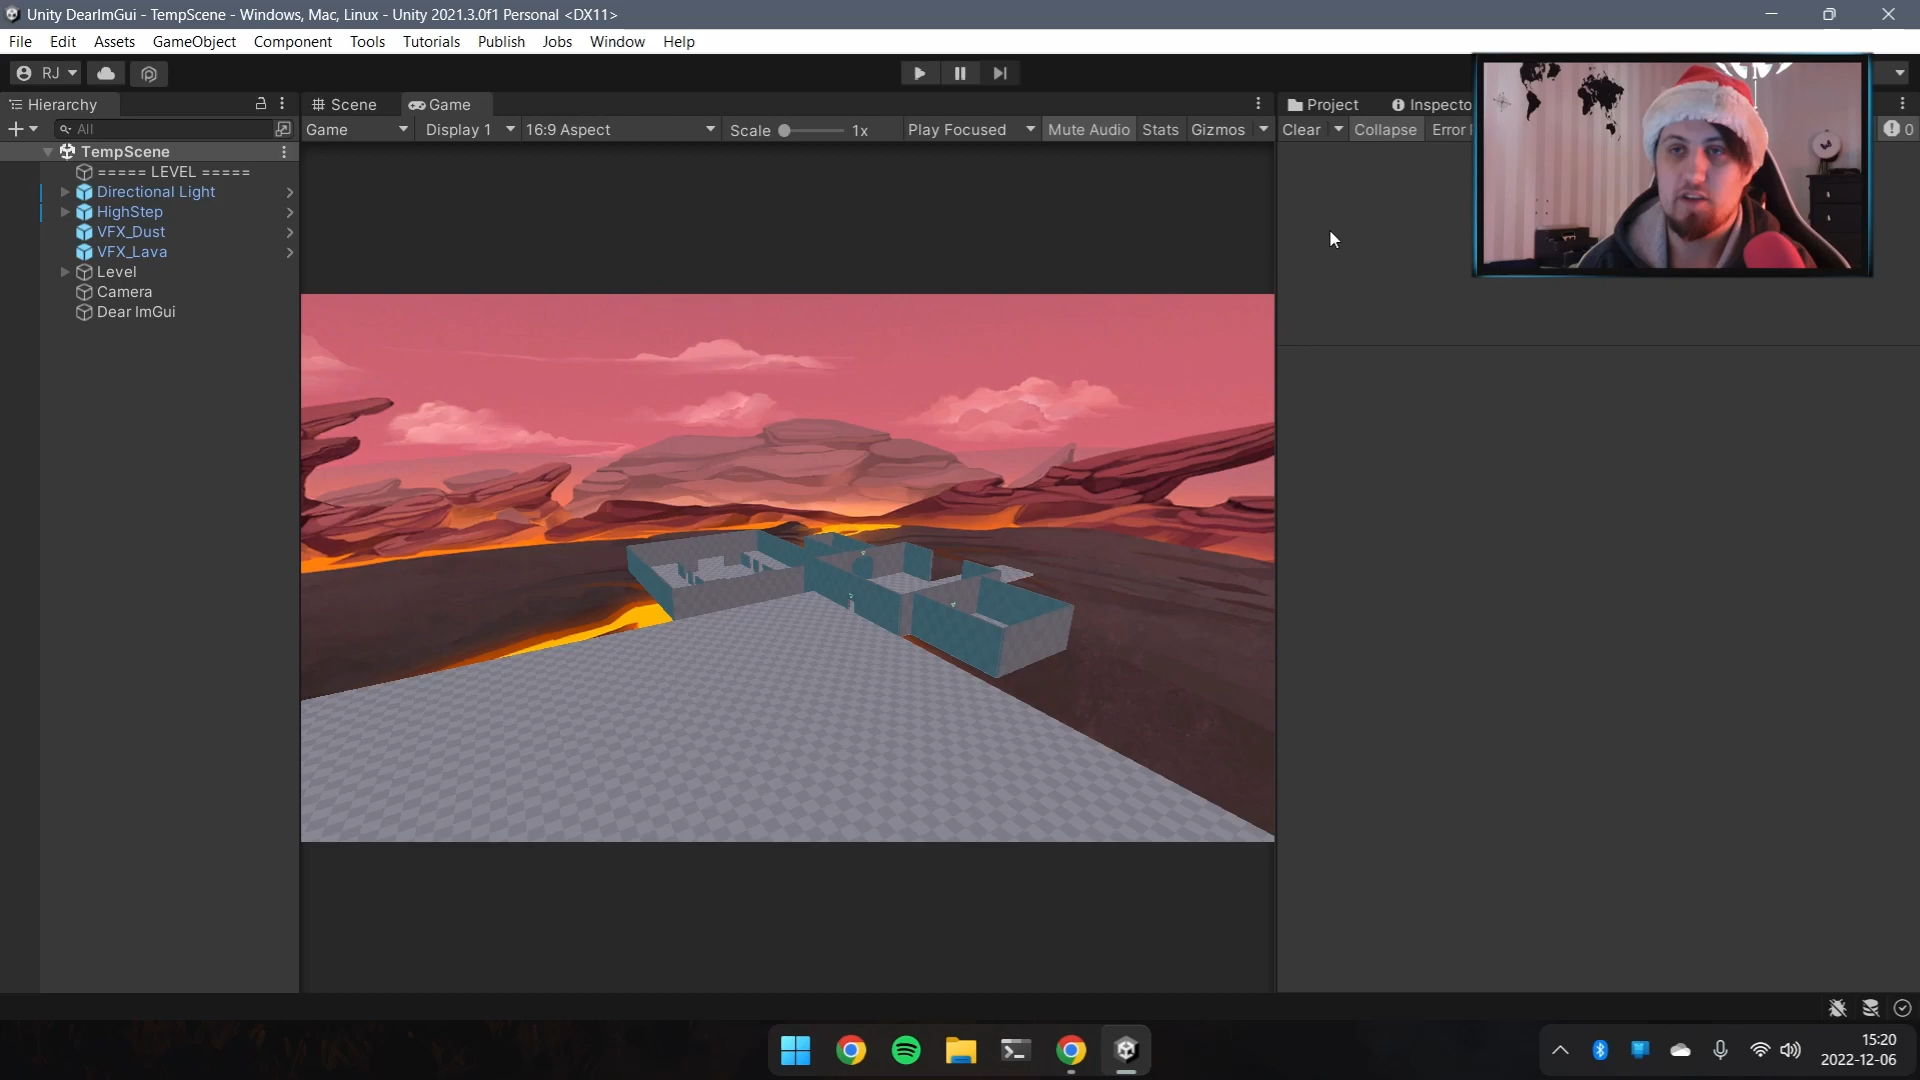 Unity DearImGui - TempScene - Windows, Mac, Linux - Unity 2021.3.0f1 Personal <DX11>
File Edit Assets GameObject Component Tools Tutorials Publish Jobs Window Help
RJ
Hierarchy
Scene
Game
Project
Inspecto
All
Game
Display 1
16:9 Aspect
Scale
1x
Play Focused
Mute Audio
Stats
Gizmos
Clear
Collapse
Error
0
TempScene
===== LEVEL =====
Directional Light
HighStep
VFX_Dust
VFX_Lava
Level
Camera
Dear ImGui
15:20
2022-12-06